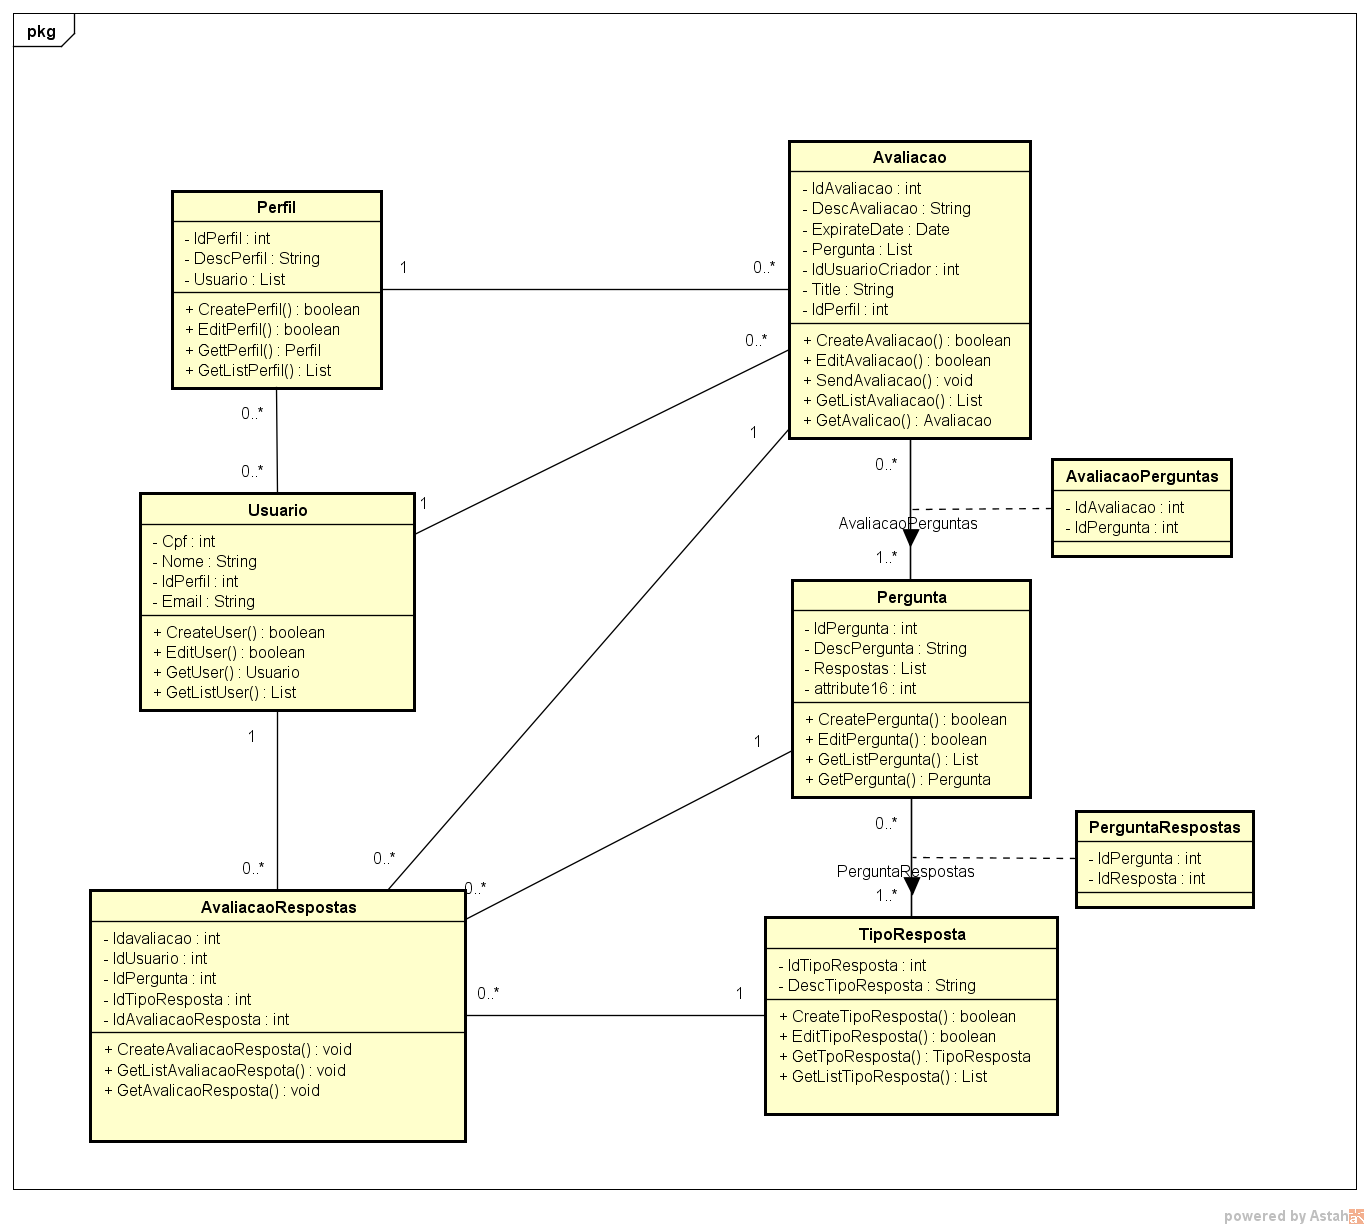 pkg
Perfil
- IdPerfil : int
- DescPerfil : String
- Usuario : List
+ CreatePerfil() : boolean
+ EditPerfil() : boolean
+ GettPerfil() : Perfil
+ GetListPerfil() : List
1
0..*
Avaliacao
- IdAvaliacao : int
- DescAvaliacao : String
- ExpirateDate : Date
- Pergunta : List
- IdUsuarioCriador : int
- Title : String
- IdPerfil : int
+ CreateAvaliacao() : boolean
+ EditAvaliacao() : boolean
+ SendAvaliacao() : void
+ GetListAvaliacao() : List
+ GetAvalicao() : Avaliacao
0..*
1
0..*
0..*
0..*
AvaliacaoPerguntas
1..*
AvaliacaoPerguntas
- IdAvaliacao : int
- IdPergunta : int
Usuario
- Cpf : int
- Nome : String
- IdPerfil : int
- Email : String
+ CreateUser() : boolean
+ EditUser() : boolean
+ GetUser() : Usuario
+ GetListUser() : List
1
Pergunta
- IdPergunta : int
- DescPergunta : String
- Respostas : List
- attribute16 : int
+ CreatePergunta() : boolean
+ EditPergunta() : boolean
+ GetListPergunta() : List
+ GetPergunta() : Pergunta
1
1
0..*
0..*
0..*
0..*
PerguntaRespostas
1..*
PerguntaRespostas
- IdPergunta : int
- IdResposta : int
AvaliacaoRespostas
- Idavaliacao : int
- IdUsuario : int
- IdPergunta : int
- IdTipoResposta : int
- IdAvaliacaoResposta : int
+ CreateAvaliacaoResposta() : void
+ GetListAvaliacaoRespota() : void
+ GetAvalicaoResposta() : void
0..*
1
TipoResposta
- IdTipoResposta : int
- DescTipoResposta : String
+ CreateTipoResposta() : boolean
+ EditTipoResposta() : boolean
+ GetTpoResposta() : TipoResposta
+ GetListTipoResposta() : List
powered by Astah